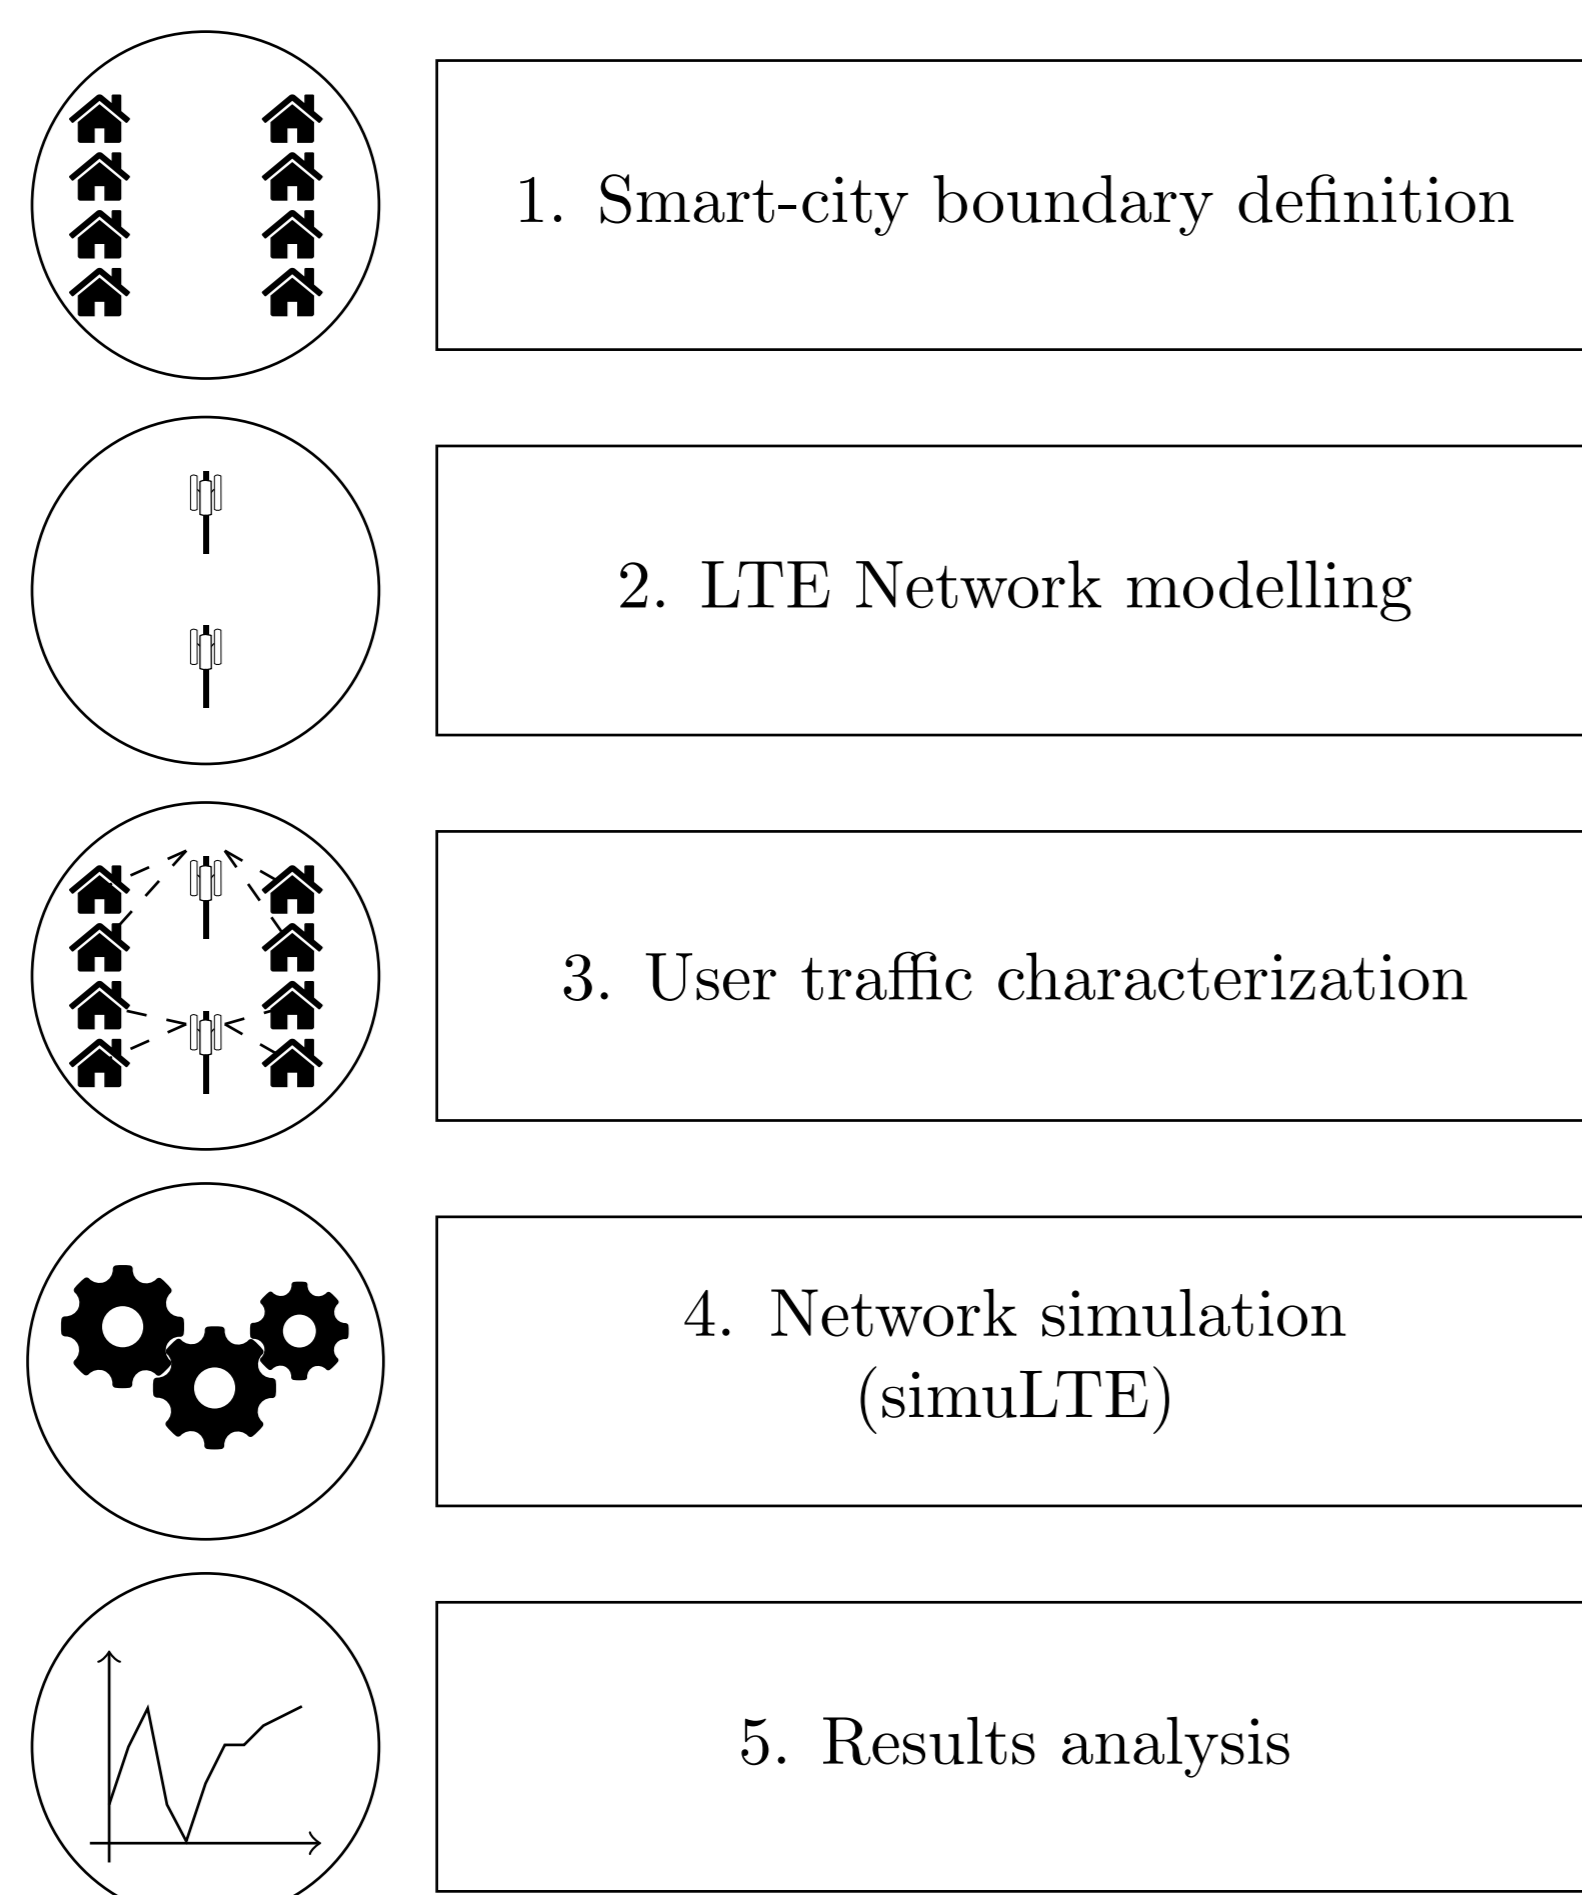 1. Smart-city boundary definition
2. LTE Network modelling
3. User traffic characterization
4. Network simulation
(simuLTE)
5. Results analysis